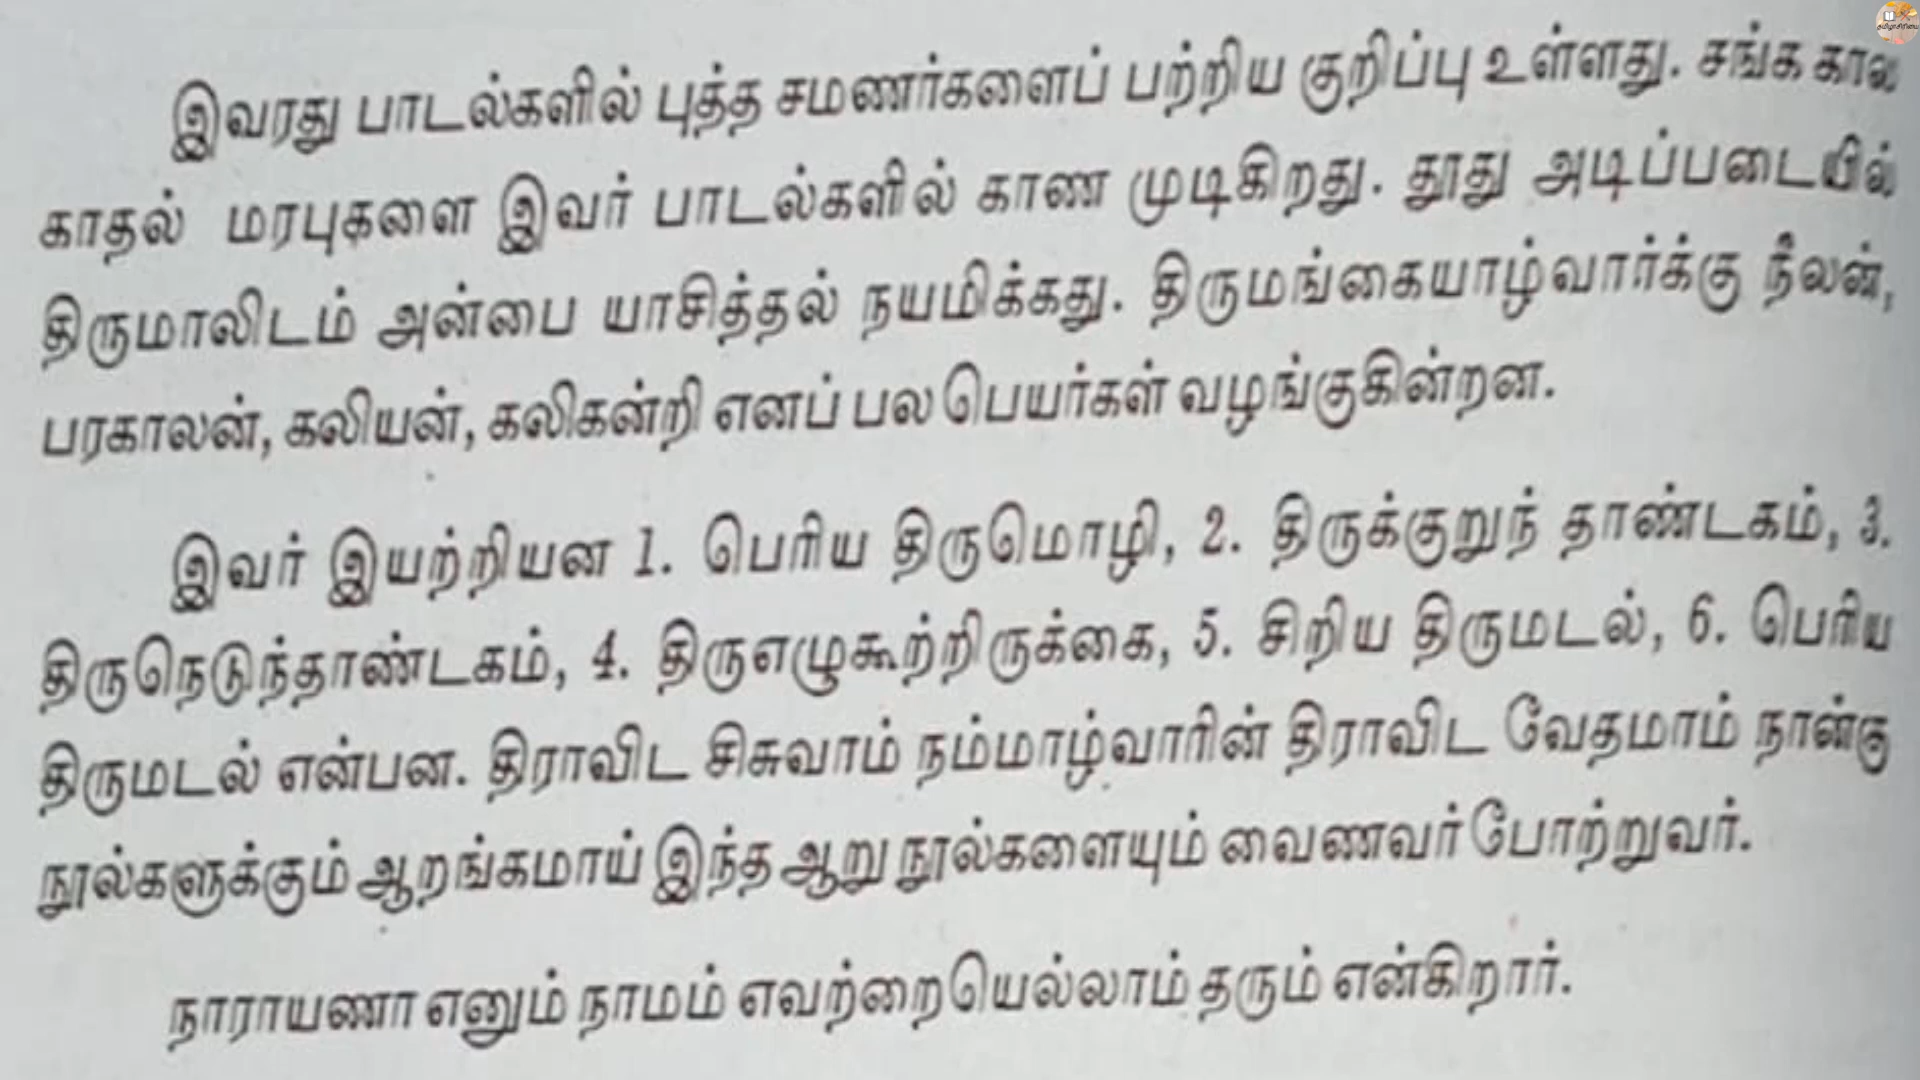 இவரது பாடல்களில் புத்த சமணர்களைப் பற்றிய குறிப்பு உள்ளது. சங்க கால
காதல் மரபுகளை இவர் பாடல்களில் காண முடிகிறது. தூது அடிப்படையில்
திருமாலிடம் அன்பை யாசித்தல் நயமிக்கது. திருமங்கையாழ்வார்க்கு நீலன்,
பரகாலன், கலியன், கலிகன்றி எனப் பல பெயர்கள் வழங்குகின்றன.
இவர் இயற்றியன 1. பெரிய திருமொழி, 2. திருக்குறுந் தாண்டகம், 3.
திருநெடுந்தாண்டகம், 4. திருஎழுகூற்றிருக்கை, 5. சிறிய திருமடல், 6. பெரிய
திருமடல் என்பன. திராவிட சிசுவாம் நம்மாழ்வாரின் திராவிட வேதமாம் நான்கு
நூல்களுக்கும் ஆறங்கமாய் இந்த ஆறு நூல்களையும் வைணவர் போற்றுவர்.
நாராயணா எனும் நாமம் எவற்றையெல்லாம் தரும் என்கிறார்.